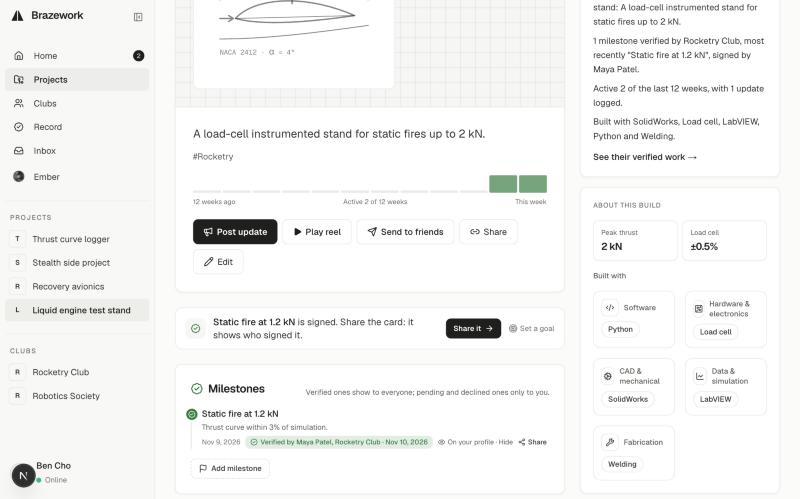 Brazework
Home
2
Projects
Clubs
Record
Inbox
Ember
PROJECTS
T Thrust curve logger
S Stealth side project
R Recovery avionics
L Liquid engine test stand
CLUBS
R Rocketry Club
R Robotics Society
N
Ben Cho
Online
NACA 2412 · α = 4°
A load-cell instrumented stand for static fires up to 2 kN.
#Rocketry
12 weeks ago
Active 2 of 12 weeks
This week
Post update
Play reel
Send to friends
Share
Edit
Static fire at 1.2 kN is signed. Share the card: it
shows who signed it.
Share it →
Set a goal
Milestones
Verified ones show to everyone; pending and declined ones only to you.
Static fire at 1.2 kN
Thrust curve within 3% of simulation.
Nov 9, 2026
Verified by Maya Patel, Rocketry Club · Nov 10, 2026
On your profile · Hide
Share
Add milestone
stand: A load-cell instrumented stand for
static fires up to 2 kN.
1 milestone verified by Rocketry Club, most
recently "Static fire at 1.2 kN", signed by
Maya Patel.
Active 2 of the last 12 weeks, with 1 update
logged.
Built with SolidWorks, Load cell, LabVIEW,
Python and Welding.
See their verified work →
ABOUT THIS BUILD
Peak thrust
2 kN
Load cell
±0.5%
Built with
Software
Python
Hardware &
electronics
Load cell
CAD &
mechanical
SolidWorks
Data &
simulation
LabVIEW
Fabrication
Welding